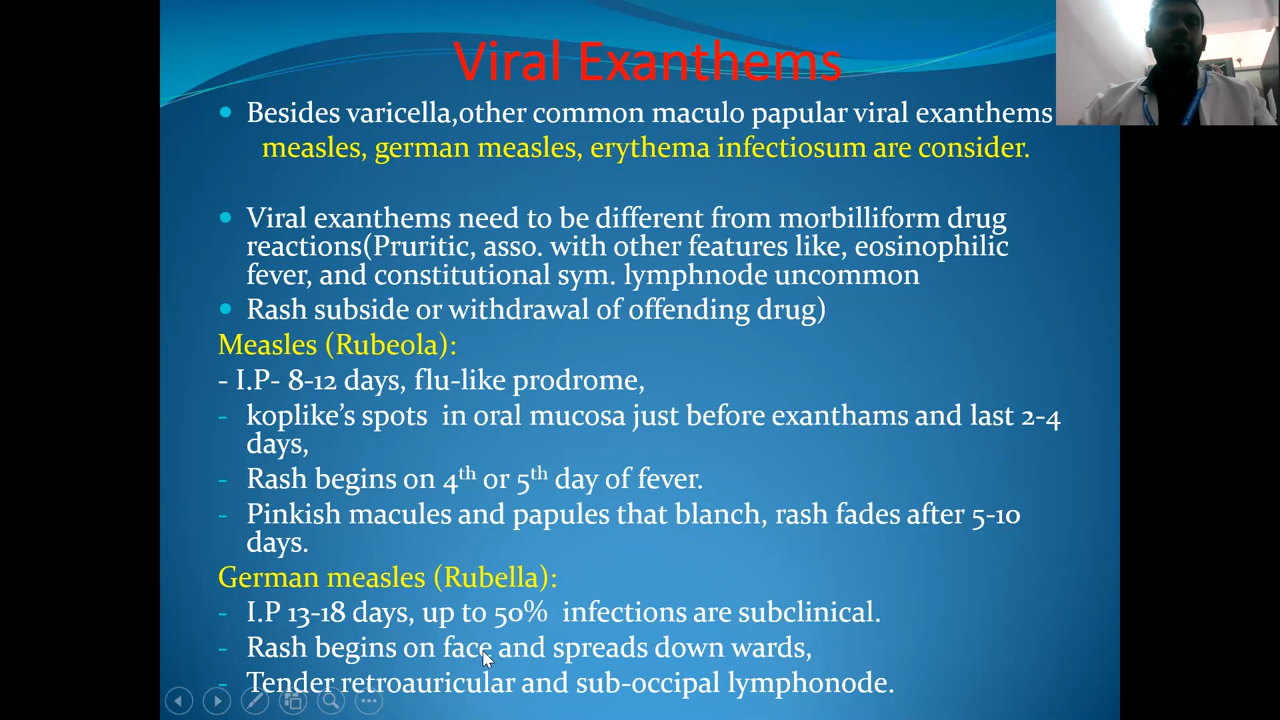 Viral Exanthems
• Besides varicella,other common maculo papular viral exanthems
measles, german measles, erythema infectiosum are consider.
• Viral exanthems need to be different from morbilliform drug
reactions(Pruritic, asso. with other features like, eosinophilic
fever, and constitutional sym. lymphnode uncommon
• Rash subside or withdrawal of offending drug)
Measles (Rubeola):
- I.P- 8-12 days, flu-like prodrome,
- koplike's spots in oral mucosa just before exanthams and last 2-4
days,
- Rash begins on 4th or 5th day of fever.
- Pinkish macules and papules that blanch, rash fades after 5-10
days.
German measles (Rubella):
- I.P 13-18 days, up to 50% infections are subclinical.
- Rash begins on face and spreads down wards,
- Tender retroauricular and sub-occipal lymphonode.